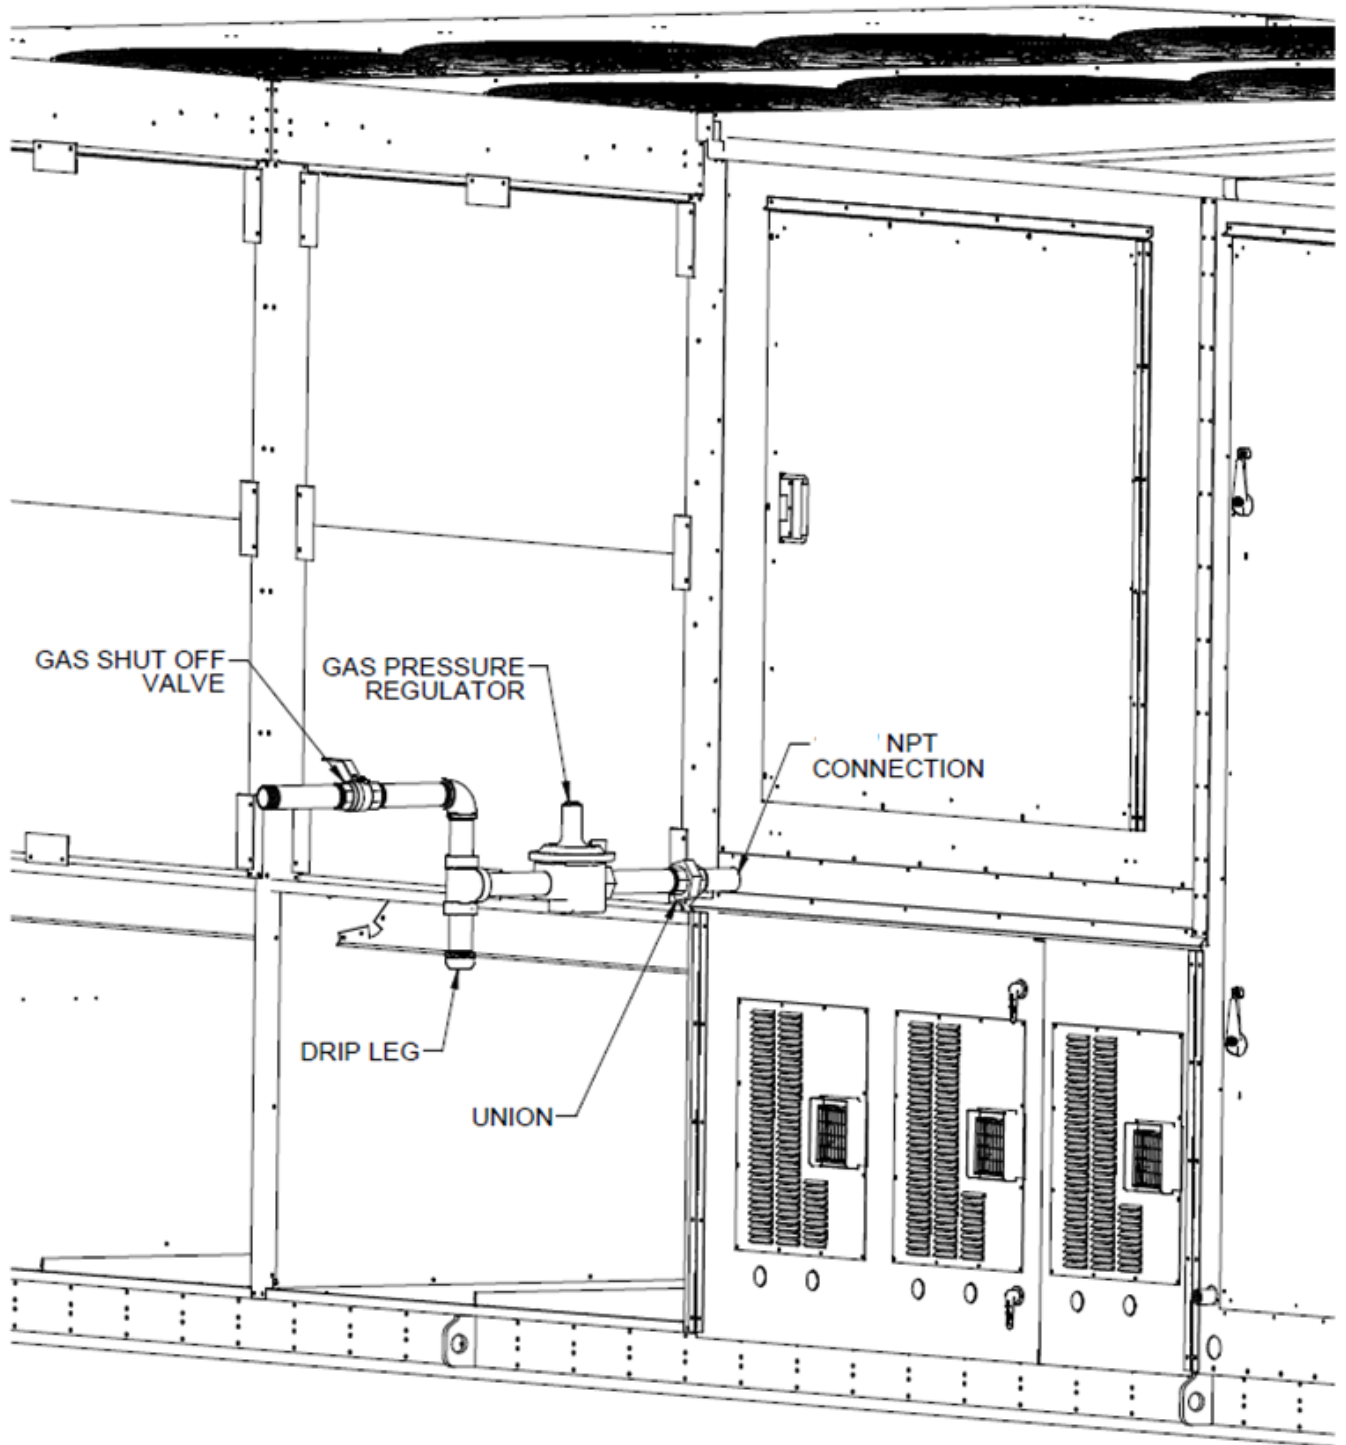 GAS SHUT OFF
VALVE
GAS PRESSURE
REGULATOR
NPT
CONNECTION
DRIP LEG
UNION